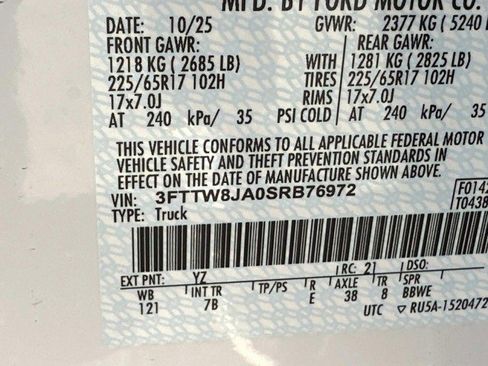 MFD. BY FORD MOTOR CO.
DATE: 10/25 GVWR: 2377 KG ( 5240 LB
FRONT GAWR: REAR GAWR:
1218 KG ( 2685 LB) WITH 1281 KG ( 2825 LB)
225/65R17 102H TIRES 225/65R17 102H
17x7.0J RIMS 17x7.0J
AT 240 kPa/ 35 PSI COLD AT 240 kPa/ 35
THIS VEHICLE CONFORMS TO ALL APPLICABLE FEDERAL MOTOR
VEHICLE SAFETY AND THEFT PREVENTION STANDARDS IN
EFFECT ON THE DATE OF MANUFACTURE SHOWN ABOVE.
VIN: 3FTTW8JA0SRB76972 F0142
TYPE: Truck T0438
EXT PNT: YZ RC: 21 DSO:
WB INT TR TP/PS R AXLE TR SPR
121 7B E 38 8 BBWE
UTC ▽ RU5A-1520472